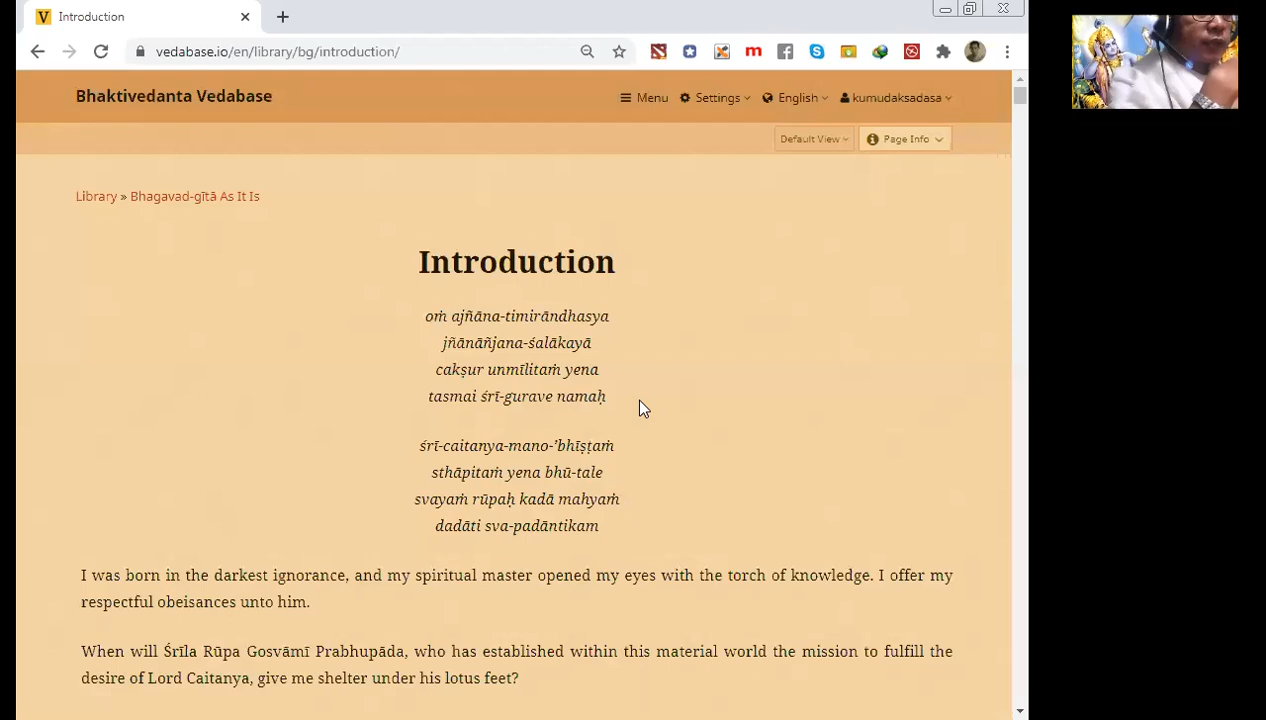 Introduction
vedabase.io/en/library/bg/introduction/
Bhaktivedanta Vedabase
Menu Settings English kumudaksadasa
Default View Page Info
Library » Bhagavad-gītā As It Is
Introduction
oṁ ajñāna-timirāndhasya
jñānāñjana-śalākayā
cakṣur unmīlitaṁ yena
tasmai śrī-gurave namaḥ
śrī-caitanya-mano-’bhīṣṭaṁ
sthāpitaṁ yena bhū-tale
svayaṁ rūpaḥ kadā mahyaṁ
dadāti sva-padāntikam
I was born in the darkest ignorance, and my spiritual master opened my eyes with the torch of knowledge. I offer my
respectful obeisances unto him.
When will Śrīla Rūpa Gosvāmī Prabhupāda, who has established within this material world the mission to fulfill the
desire of Lord Caitanya, give me shelter under his lotus feet?